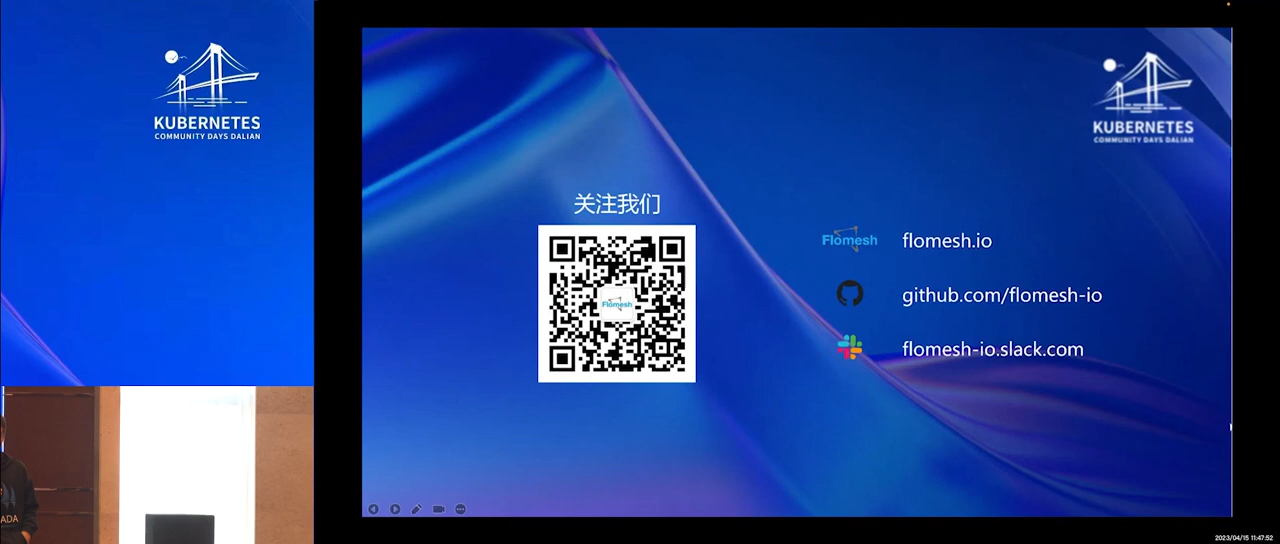 KUBERNETES
COMMUNITY DAYS DALIAN
KUBERNETES
COMMUNITY DAYS DALIAN
关注我们
Flomesh
Flomesh
flomesh.io
github.com/flomesh-io
flomesh-io.slack.com
ADA
2023/04/15 11:47:52